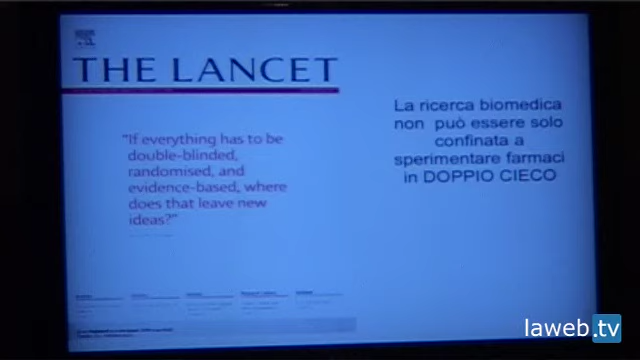 THE LANCET
"If everything has to be
double-blinded,
randomised, and
evidence-based, where
does that leave new
ideas?"
La ricerca biomedica
non può essere solo
confinata a
sperimentare farmaci
in DOPPIO CIECO
laweb.tv